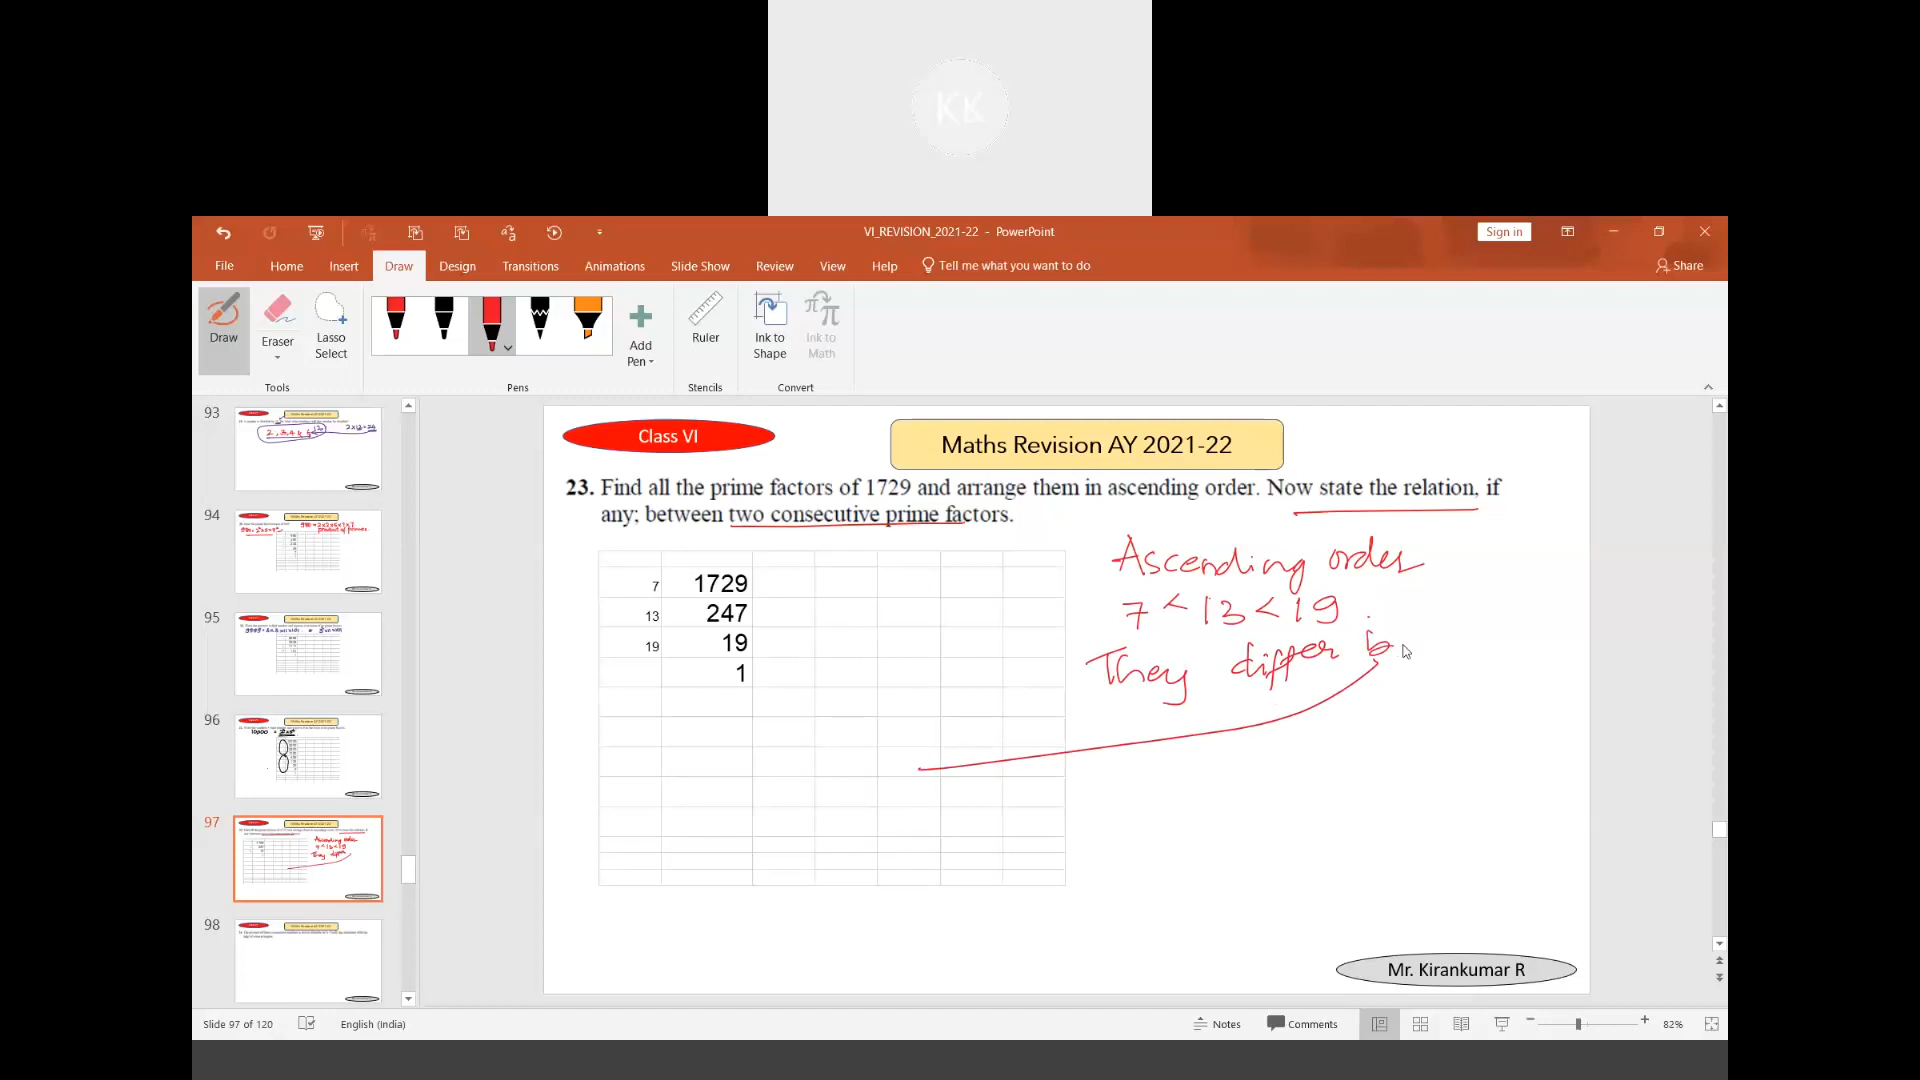 KK
VI_REVISION_2021-22 - PowerPoint
Sign in
File Home Insert Draw Design Transitions Animations Slide Show Review View Help Tell me what you want to do
Share
Draw
Eraser
Lasso
Select
Add
Pen
Ruler
Ink to
Shape
Ink to
Math
Tools
Pens
Stencils
Convert
93
94
95
96
97
98
Class VI
Maths Revision AY 2021-22
23. Find all the prime factors of 1729 and arrange them in ascending order. Now state the relation, if
any; between two consecutive prime factors.
7 1729
13 247
19 19
1
Ascending order
7 < 13 < 19
They differ
Mr. Kirankumar R
Slide 97 of 120
English (India)
Notes
Comments
82%